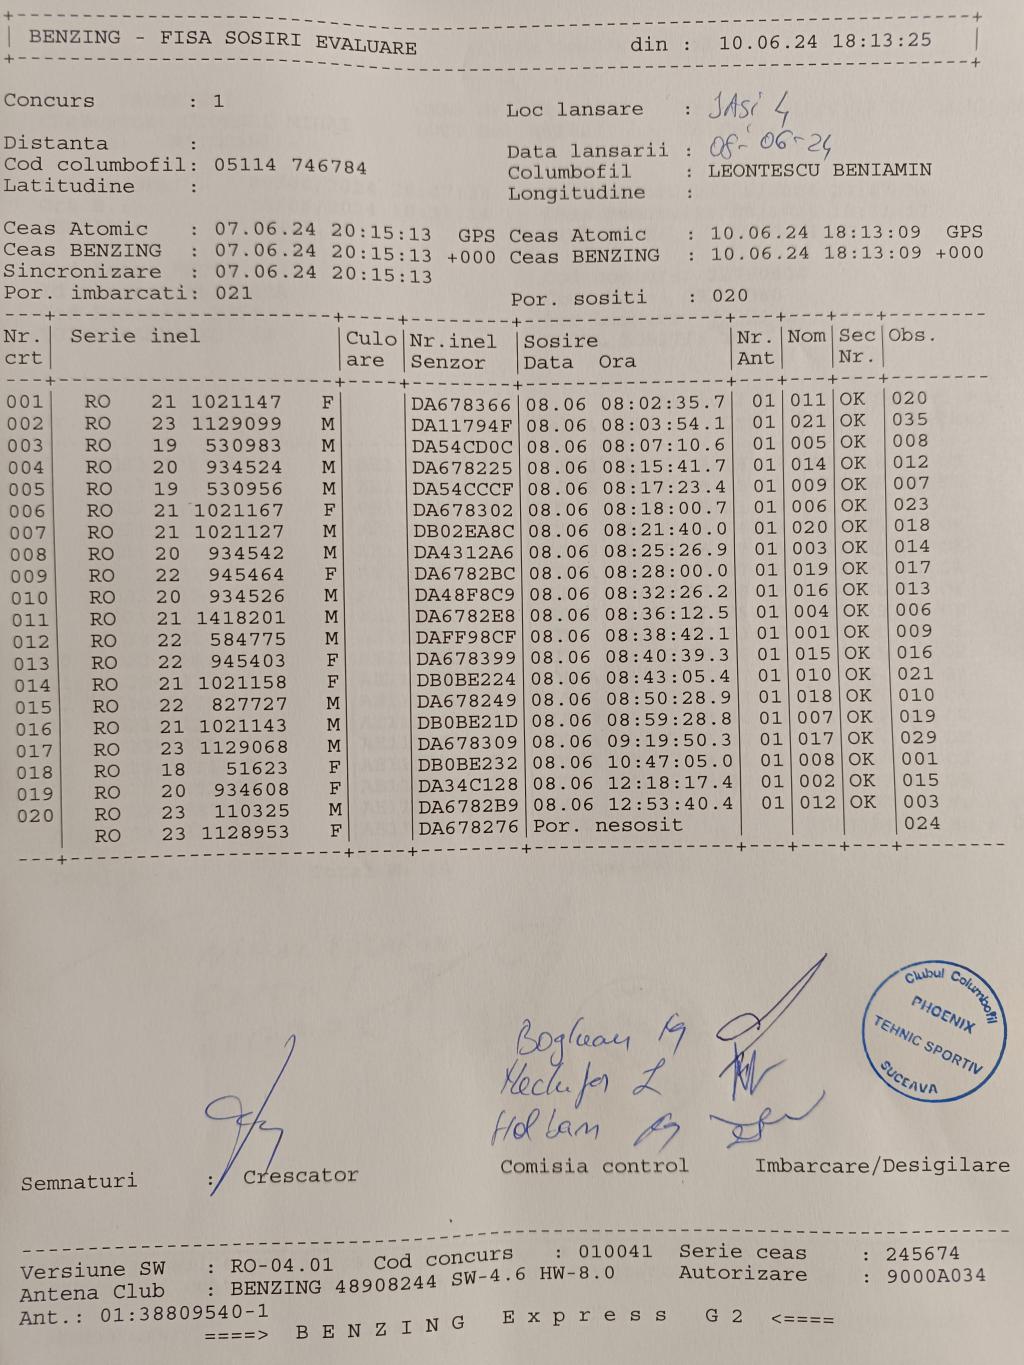 BENZING - FISA SOSIRI EVALUARE din : 10.06.24 18:13:25
Concurs : 1 Loc lansare : IASI 4
Distanta : Data lansarii : 08-06-24
Cod columbofil: 05114 746784 Columbofil : LEONTESCU BENIAMIN
Latitudine : Longitudine :
Ceas Atomic : 07.06.24 20:15:13 GPS Ceas Atomic : 10.06.24 18:13:09 GPS
Ceas BENZING : 07.06.24 20:15:13 +000 Ceas BENZING : 10.06.24 18:13:09 +000
Sincronizare : 07.06.24 20:15:13
Por. imbarcati: 021 Por. sositi : 020
Nr. Serie inel Culo Nr.inel Sosire Nr. Nom Sec Obs.
crt are Senzor Data Ora Ant Nr.
001 RO 21 1021147 F DA678366 08.06 08:02:35.7 01 011 OK 020
002 RO 23 1129099 M DA11794F 08.06 08:03:54.1 01 021 OK 035
003 RO 19 530983 M DA54CD0C 08.06 08:07:10.6 01 005 OK 008
004 RO 20 934524 M DA678225 08.06 08:15:41.7 01 014 OK 012
005 RO 19 530956 M DA54CCCF 08.06 08:17:23.4 01 009 OK 007
006 RO 21 1021167 F DA678302 08.06 08:18:00.7 01 006 OK 023
007 RO 21 1021127 M DB02EA8C 08.06 08:21:40.0 01 020 OK 018
008 RO 20 934542 M DA4312A6 08.06 08:25:26.9 01 003 OK 014
009 RO 22 945464 F DA6782BC 08.06 08:28:00.0 01 019 OK 017
010 RO 20 934526 M DA48F8C9 08.06 08:32:26.2 01 016 OK 013
011 RO 21 1418201 M DA6782E8 08.06 08:36:12.5 01 004 OK 006
012 RO 22 584775 M DAFF98CF 08.06 08:38:42.1 01 001 OK 009
013 RO 22 945403 F DA678399 08.06 08:40:39.3 01 015 OK 016
014 RO 21 1021158 F DB0BE224 08.06 08:43:05.4 01 010 OK 021
015 RO 22 827727 M DA678249 08.06 08:50:28.9 01 018 OK 010
016 RO 21 1021143 M DB0BE21D 08.06 08:59:28.8 01 007 OK 019
017 RO 23 1129068 M DA678309 08.06 09:19:50.3 01 017 OK 029
018 RO 18 51623 F DB0BE232 08.06 10:47:05.0 01 008 OK 001
019 RO 20 934608 F DA34C128 08.06 12:18:17.4 01 002 OK 015
020 RO 23 110325 M DA6782B9 08.06 12:53:40.4 01 012 OK 003
RO 23 1128953 F DA678276 Por. nesosit 024
Clubul Columbofil
PHOENIX
TEHNIC SPORTIV
SUCEAVA
Holban
Semnaturi : Crescator Comisia control Imbarcare/Desigilare
Versiune SW : RO-04.01 Cod concurs : 010041 Serie ceas : 245674
Antena Club : BENZING 48908244 SW-4.6 HW-8.0 Autorizare : 9000A034
Ant.: 01:38809540-1
====> B E N Z I N G E x p r e s s G 2 <====